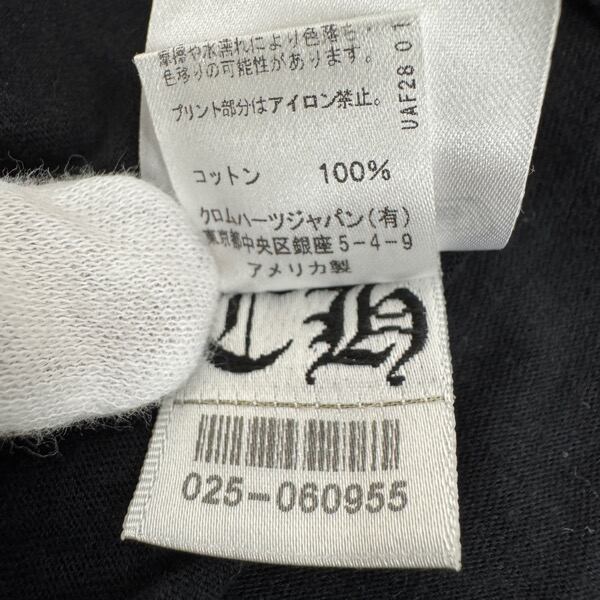 摩擦や水濡れにより色落ち・
色移りの可能性があります。
プリント部分はアイロン禁止。
UAF28 01
コットン 100%
クロムハーツジャパン(有)
東京都中央区銀座5-4-9
アメリカ製
CH
025-060955